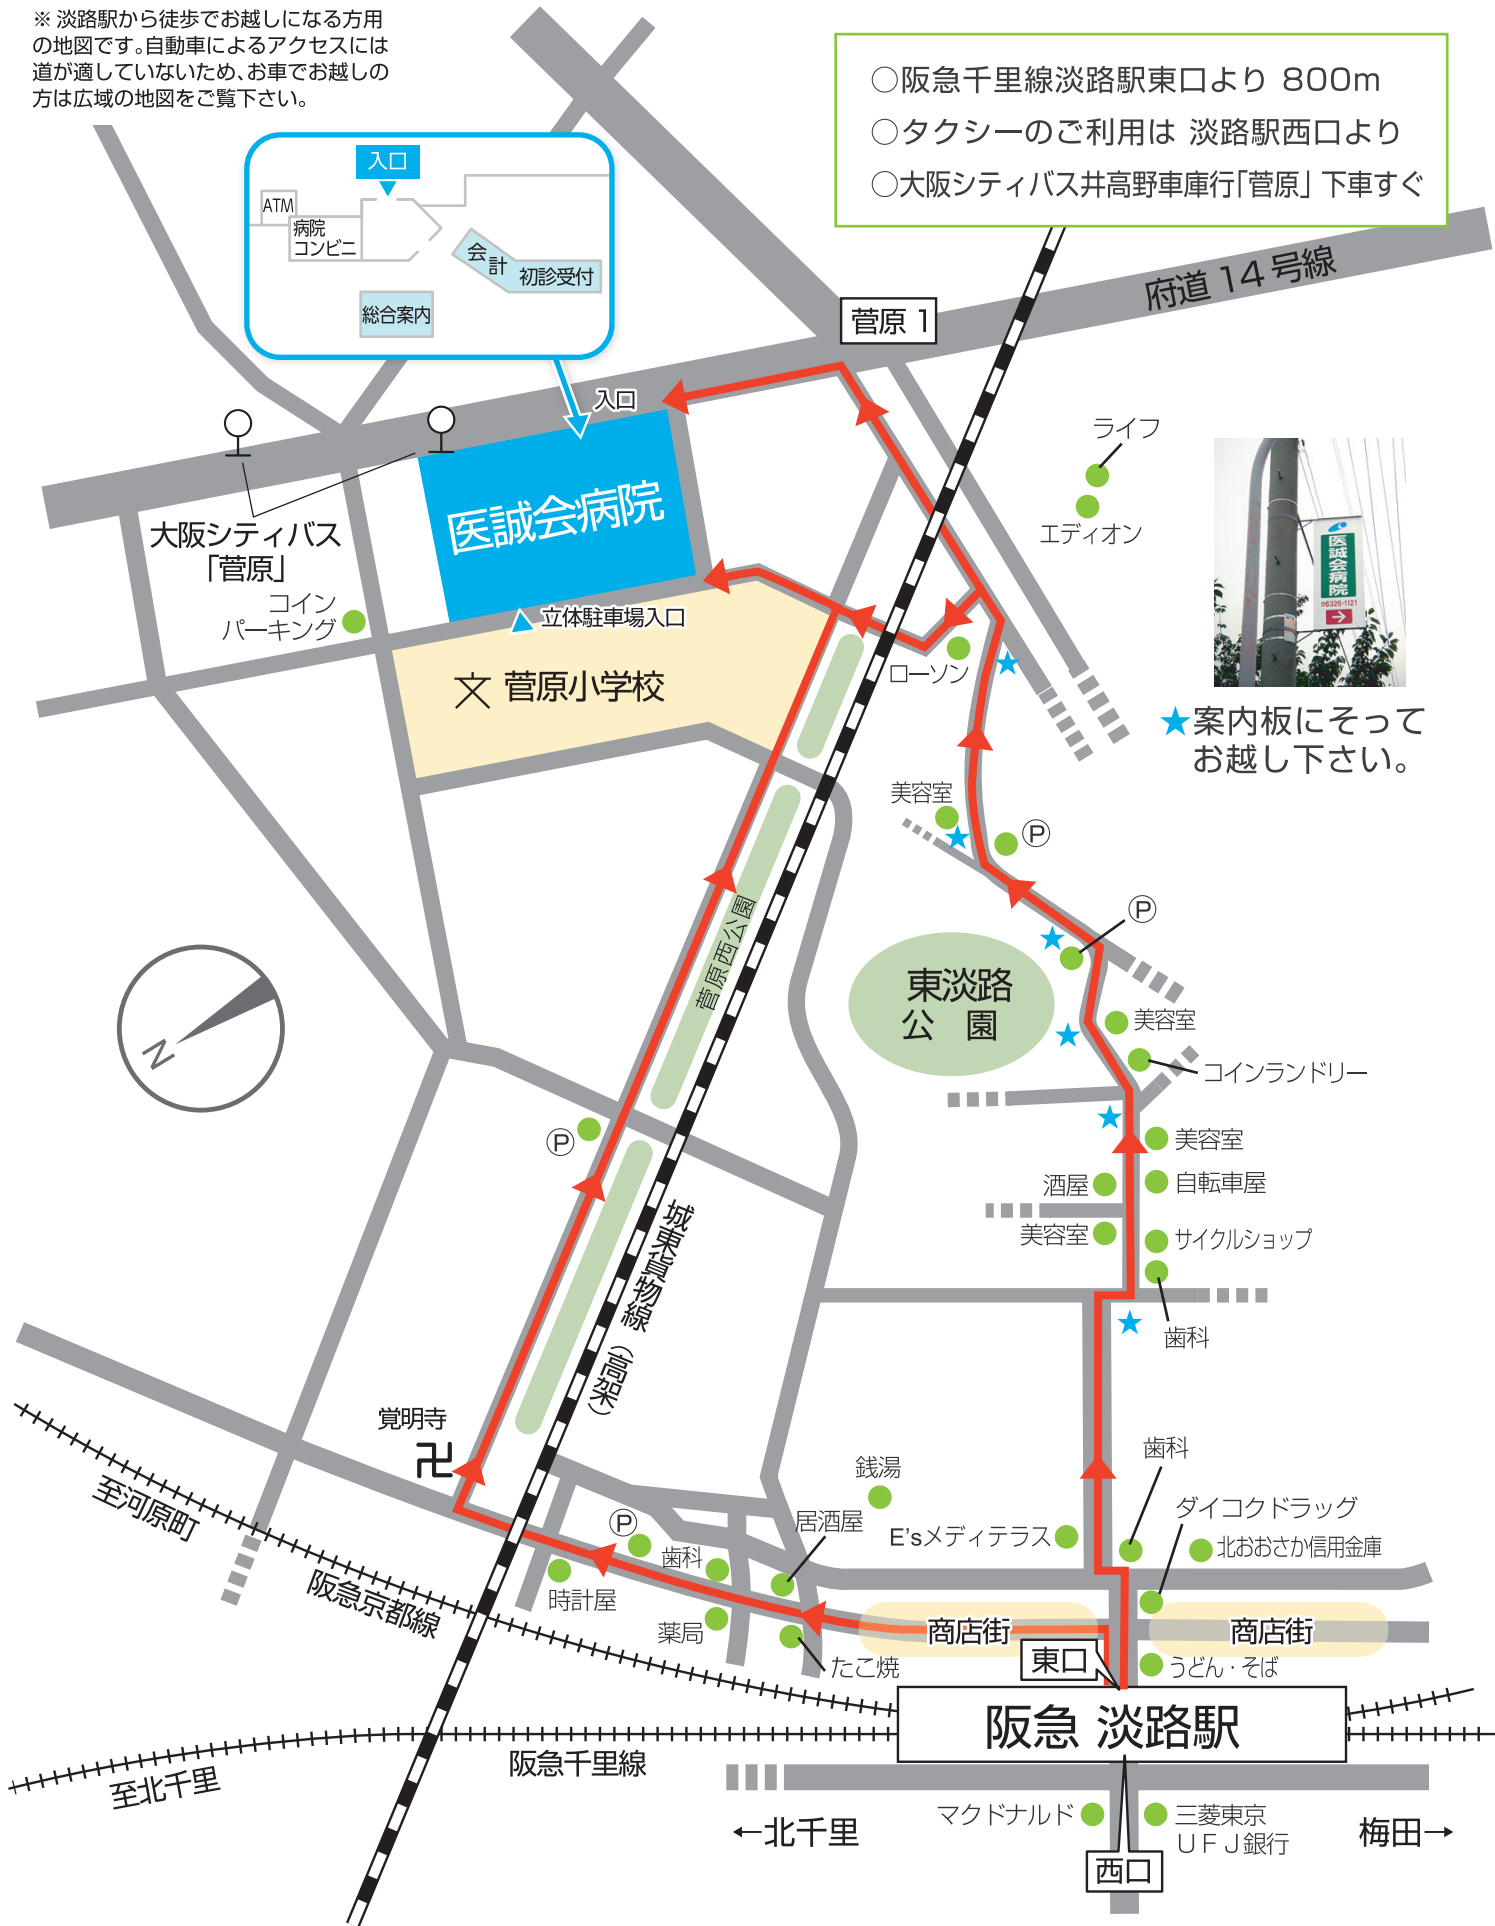 ※ 淡路駅から徒歩でお越しになる方用
の地図です。自動車によるアクセスには
道が適していないため、お車でお越しの
方は広域の地図をご覧下さい。
○阪急千里線淡路駅東口より 800m
○タクシーのご利用は 淡路駅西口より
○大阪シティバス井高野車庫行「菅原」下車すぐ
入口
ATM
病院
コンビニ
会計
初診受付
総合案内
府道 14 号線
菅原 1
入口
ライフ
エディオン
医誠会病院
大阪シティバス
「菅原」
コイン
パーキング
立体駐車場入口
文 菅原小学校
ローソン
医誠会病院
☎6326-1121
→
★案内板にそって
お越し下さい。
美容室
Ⓟ
Ⓟ
菅原西公園
東淡路
公 園
美容室
コインランドリー
N
Ⓟ
美容室
酒屋
自転車屋
美容室
サイクルショップ
歯科
城東貨物線（高架）
覚明寺
卍
至河原町
阪急京都線
銭湯
歯科
Ⓟ
居酒屋
E'sメディテラス
ダイコクドラッグ
北おおさか信用金庫
歯科
時計屋
薬局
たこ焼
商店街
商店街
東口
うどん・そば
阪急 淡路駅
阪急千里線
至北千里
←北千里
マクドナルド
三菱東京
ＵＦＪ銀行
梅田→
西口